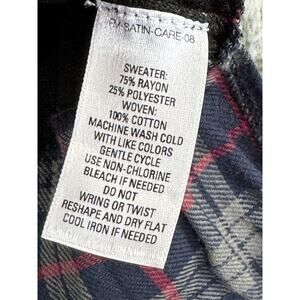 RM-SATIN-CARE-08
SWEATER:
75% RAYON
25% POLYESTER
WOVEN:
100% COTTON
MACHINE WASH COLD
WITH LIKE COLORS
GENTLE CYCLE
USE NON-CHLORINE
BLEACH IF NEEDED
DO NOT
WRING OR TWIST
RESHAPE AND DRY FLAT
COOL IRON IF NEEDED